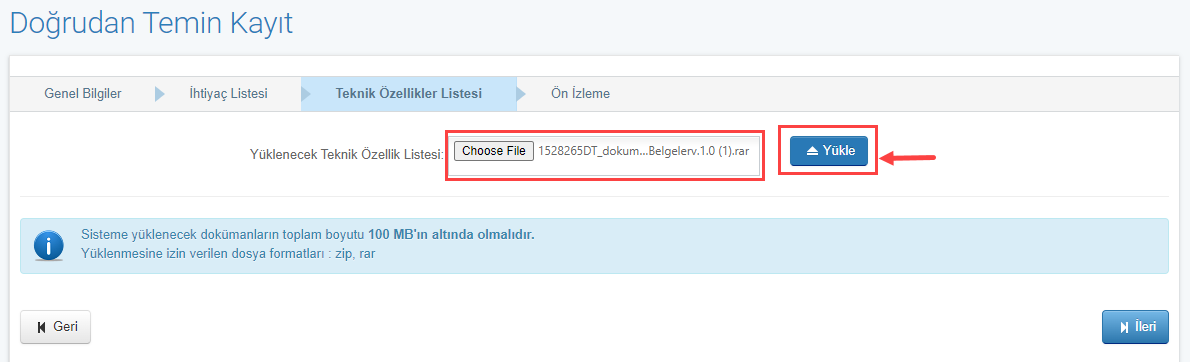 Doğrudan Temin Kayıt
Genel Bilgiler
İhtiyaç Listesi
Teknik Özellikler Listesi
Ön İzleme
Yüklenecek Teknik Özellik Listesi:
Choose File
1528265DT_dokum...Belgelerv.1.0 (1).rar
Yükle
Sisteme yüklenecek dokümanların toplam boyutu 100 MB'ın altında olmalıdır.
Yüklenmesine izin verilen dosya formatları : zip, rar
Geri
İleri